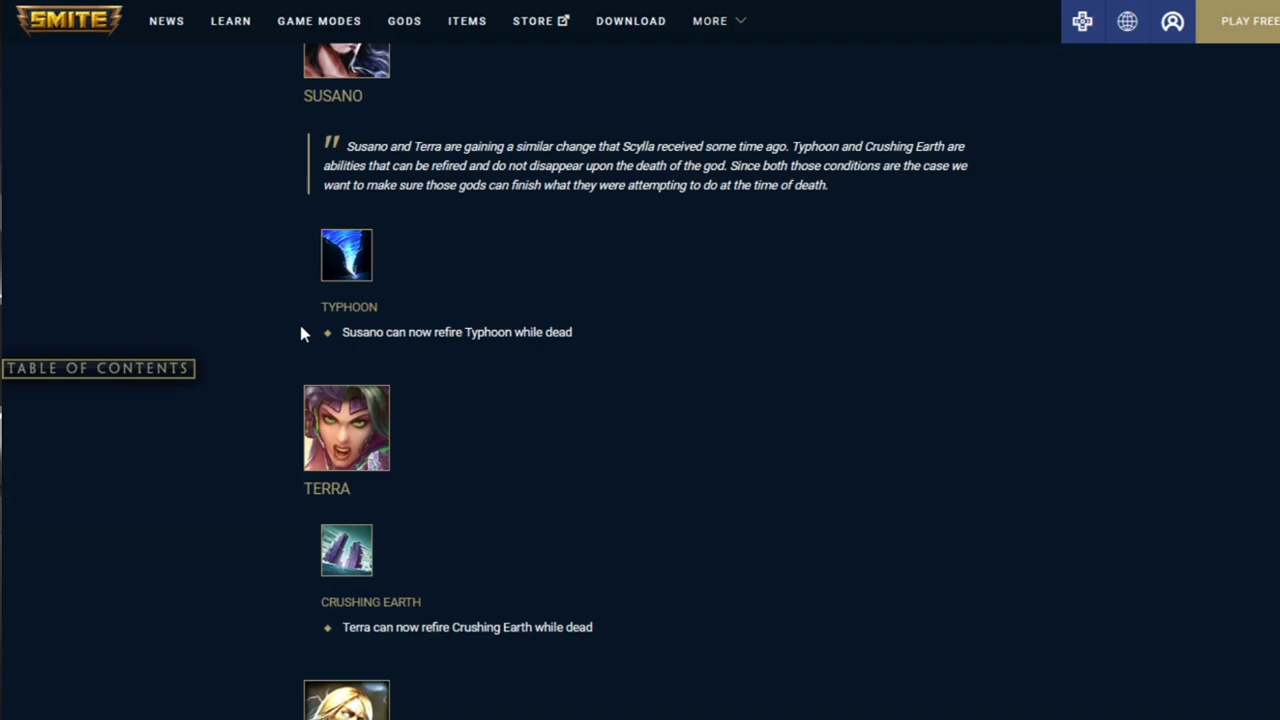 SMITE
NEWS
LEARN
GAME MODES
GODS
ITEMS
STORE
DOWNLOAD
MORE
PLAY FREE
SUSANO
" Susano and Terra are gaining a similar change that Scylla received some time ago. Typhoon and Crushing Earth are
abilities that can be refired and do not disappear upon the death of the god. Since both those conditions are the case we
want to make sure those gods can finish what they were attempting to do at the time of death.
TYPHOON
Susano can now refire Typhoon while dead
TABLE OF CONTENTS
TERRA
CRUSHING EARTH
Terra can now refire Crushing Earth while dead